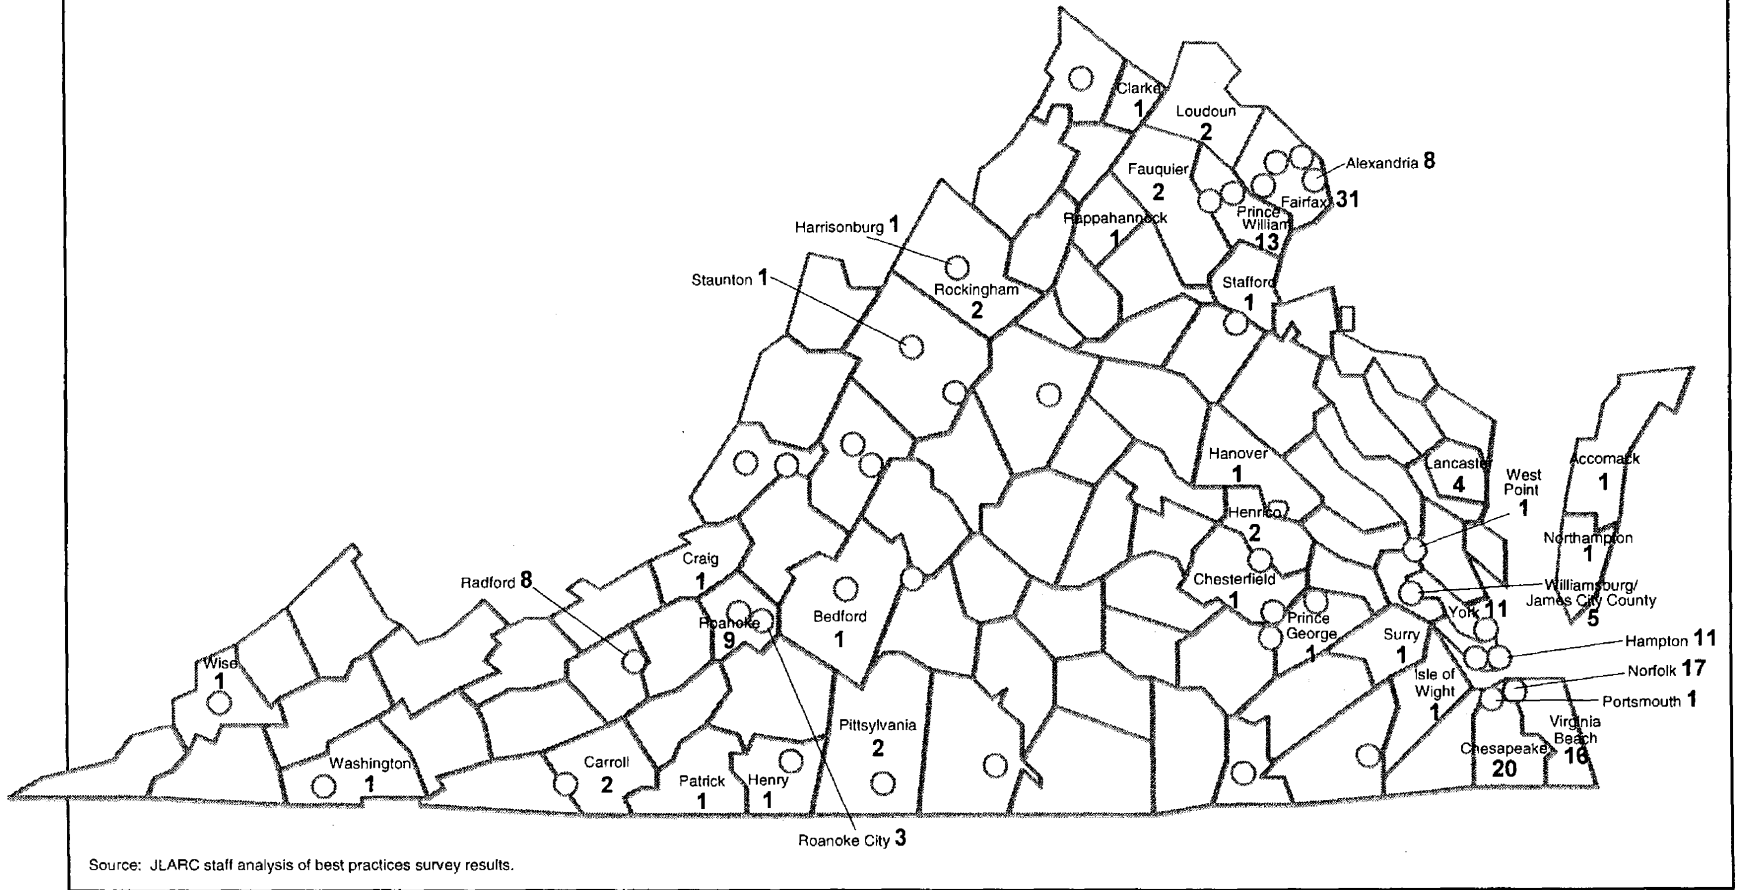 Clarke
1
Loudoun
2
Alexandria 8
Fauquier
2
Fairfax 31
Prince
William
13
Rappahannock
1
Harrisonburg 1
Staunton 1
Rockingham
2
Stafford
1
Hanover
1
Lancaster
4
West
Point
1
Accomack
1
Henrico
2
Northampton
1
Craig
1
Radford 8
Chesterfield
1
Williamsburg/
James City County
5
Bedford
1
Roanoke
9
York 11
Prince
George
1
Surry
1
Hampton 11
Wise
1
Isle of
Wight
1
Norfolk 17
Portsmouth 1
Pittsylvania
2
Virginia
Beach
16
Chesapeake
20
Washington
1
Carroll
2
Patrick
1
Henry
1
Roanoke City 3
Source: JLARC staff analysis of best practices survey results.